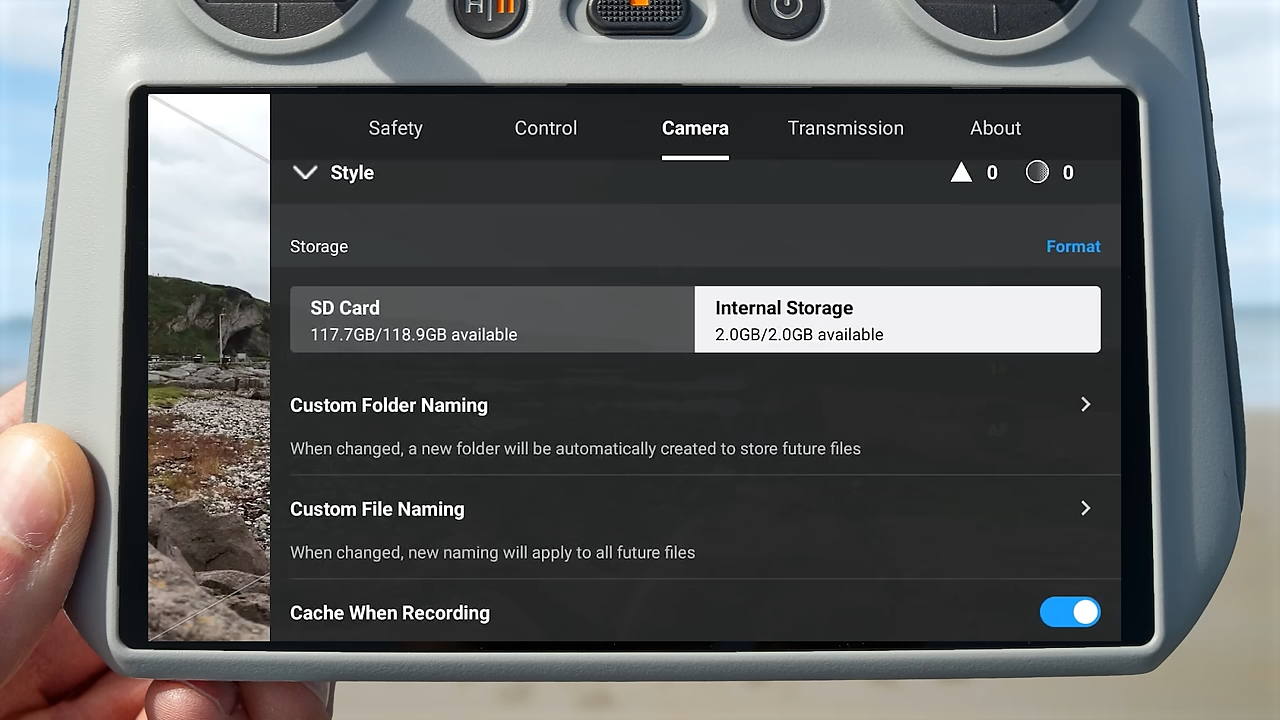 H
Safety Control Camera Transmission About
Style 0 0
Storage Format
SD Card Internal Storage
117.7GB/118.9GB available 2.0GB/2.0GB available
Custom Folder Naming
When changed, a new folder will be automatically created to store future files
Custom File Naming
When changed, new naming will apply to all future files
Cache When Recording